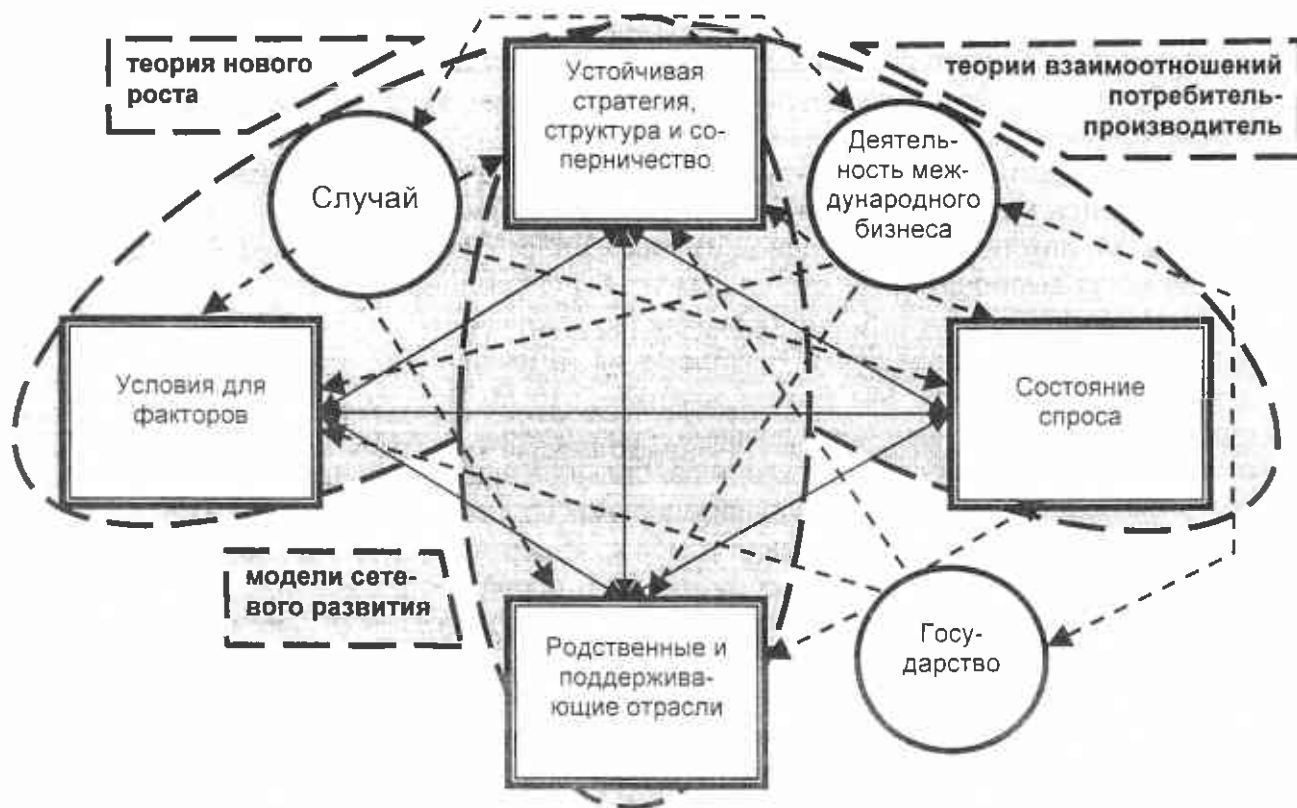 теория нового
роста
Устойчивая
стратегия,
структура и со-
перничество
теории взаимоотношений
потребитель-
производитель
Случай
Деятель-
ность меж-
дународного
бизнеса
Условия для
факторов
Состояние
спроса
модели сете-
вого развития
Родственные и
поддержива-
ющие отрасли
Госу-
дарство